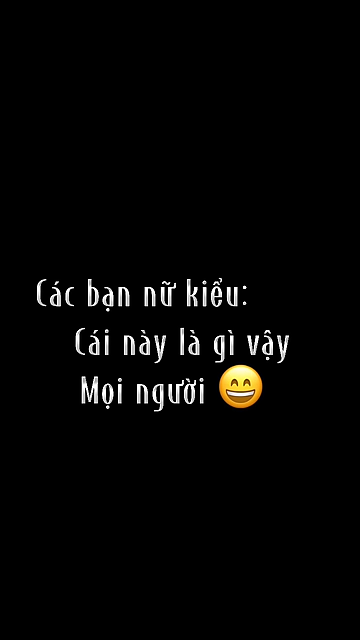 Các bạn nữ kiểu:
Cái này là gì vậy
Mọi người 😄